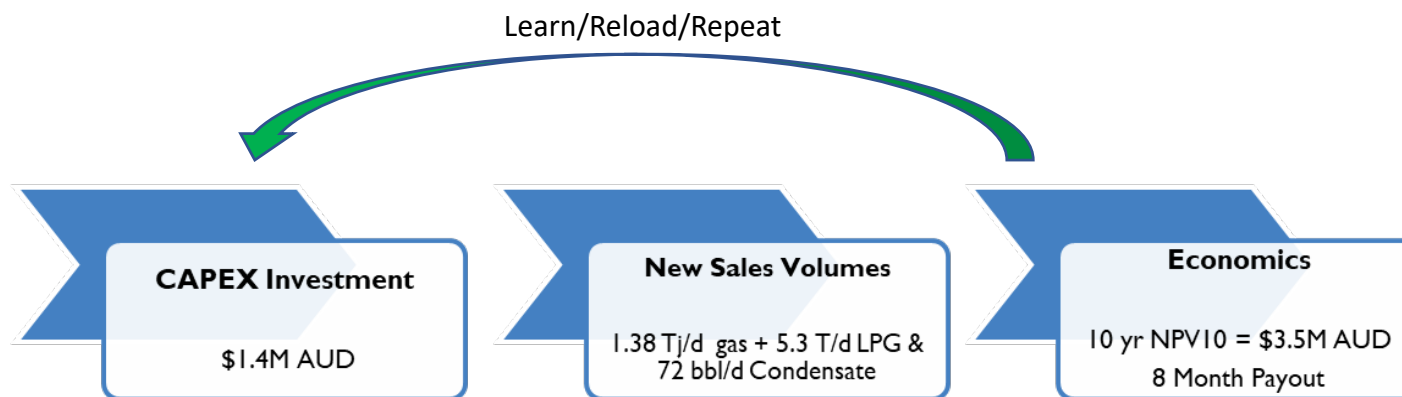 Learn/Reload/Repeat
CAPEX Investment
$1.4M AUD
New Sales Volumes
1.38 Tj/d gas + 5.3 T/d LPG &
72 bbl/d Condensate
Economics
10 yr NPV10 = $3.5M AUD
8 Month Payout